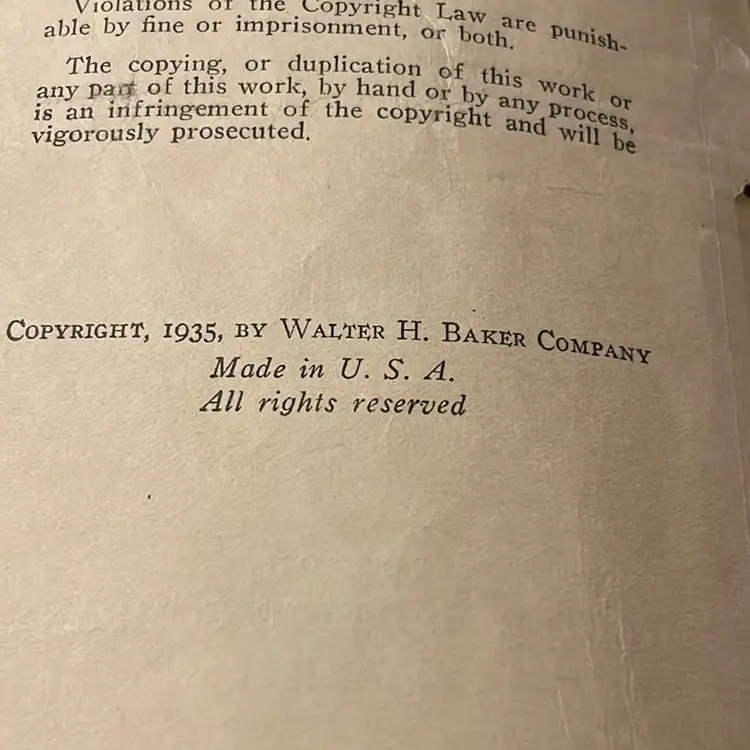 Violations of the Copyright Law are punish-
able by fine or imprisonment, or both.
The copying, or duplication of this work or
any part of this work, by hand or by any process,
is an infringement of the copyright and will be
vigorously prosecuted.
COPYRIGHT, 1935, BY WALTER H. BAKER COMPANY
Made in U. S. A.
All rights reserved